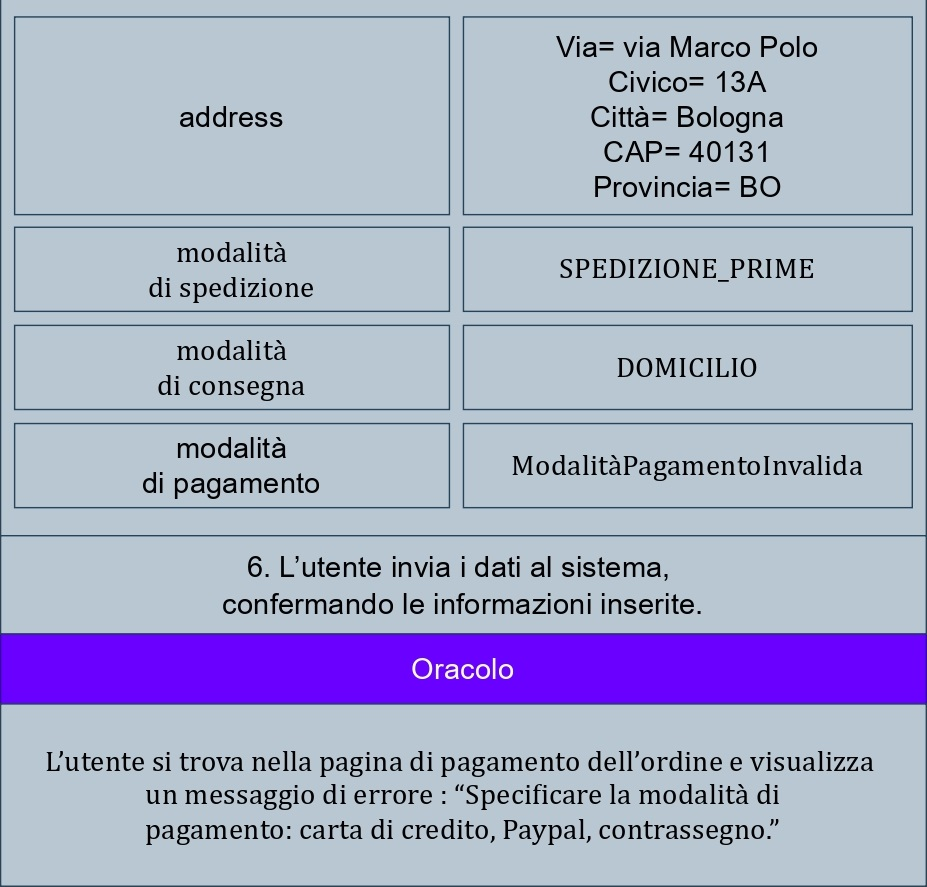 address
Via= via Marco Polo
Civico= 13A
Città= Bologna
CAP= 40131
Provincia= BO
modalità
di spedizione
SPEDIZIONE_PRIME
modalità
di consegna
DOMICILIO
modalità
di pagamento
ModalitàPagamentoInvalida
6. L’utente invia i dati al sistema,
confermando le informazioni inserite.
Oracolo
L’utente si trova nella pagina di pagamento dell’ordine e visualizza
un messaggio di errore : “Specificare la modalità di
pagamento: carta di credito, Paypal, contrassegno.”